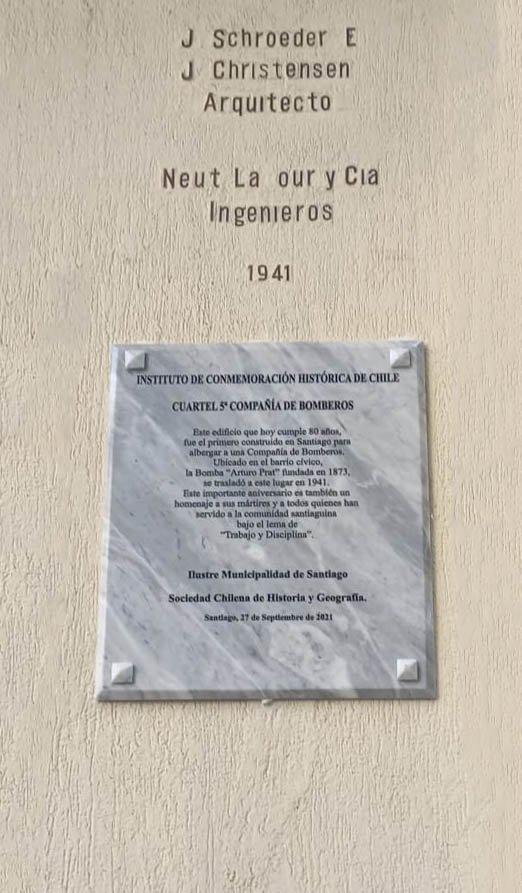 J Schroeder E
J Christensen
Arquitecto
Neut La our y Cia
Ingenieros
1941
INSTITUTO DE CONMEMORACIÓN HISTÓRICA DE CHILE
CUARTEL 5ª COMPAÑÍA DE BOMBEROS
Este edificio que hoy cumple 80 años,
fue el primero construido en Santiago para
albergar a una Compañía de Bomberos.
Ubicado en el barrio cívico,
la Bomba "Arturo Prat" fundada en 1873,
se trasladó a este lugar en 1941.
Este importante aniversario es también un
homenaje a sus mártires y a todos quienes han
servido a la comunidad santiaguina
bajo el lema de
"Trabajo y Disciplina".
Ilustre Municipalidad de Santiago
Sociedad Chilena de Historia y Geografía.
Santiago, 27 de Septiembre de 2021